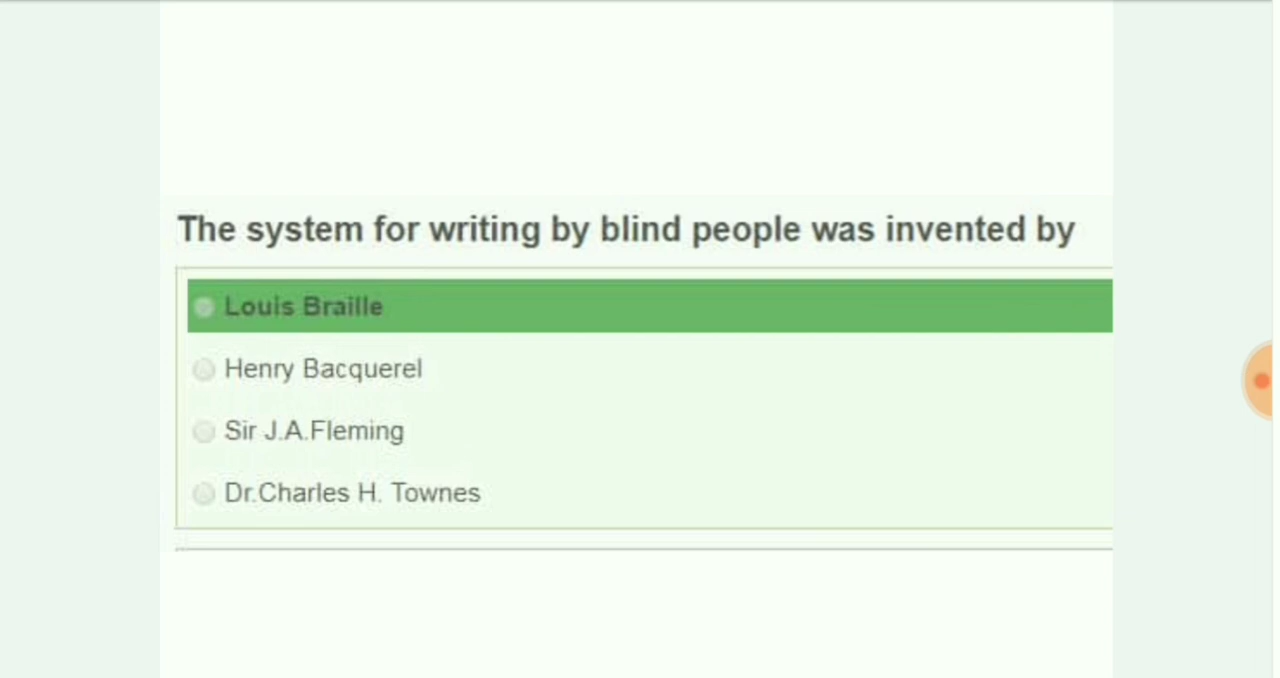 The system for writing by blind people was invented by
Louis Braille
Henry Bacquerel
Sir J.A.Fleming
Dr.Charles H. Townes